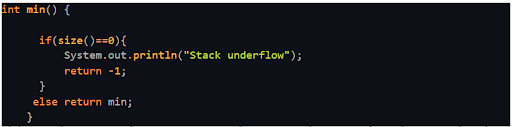 int min() {
if(size()==0){
System.out.println("Stack underflow");
return -1;
}
else return min;
}